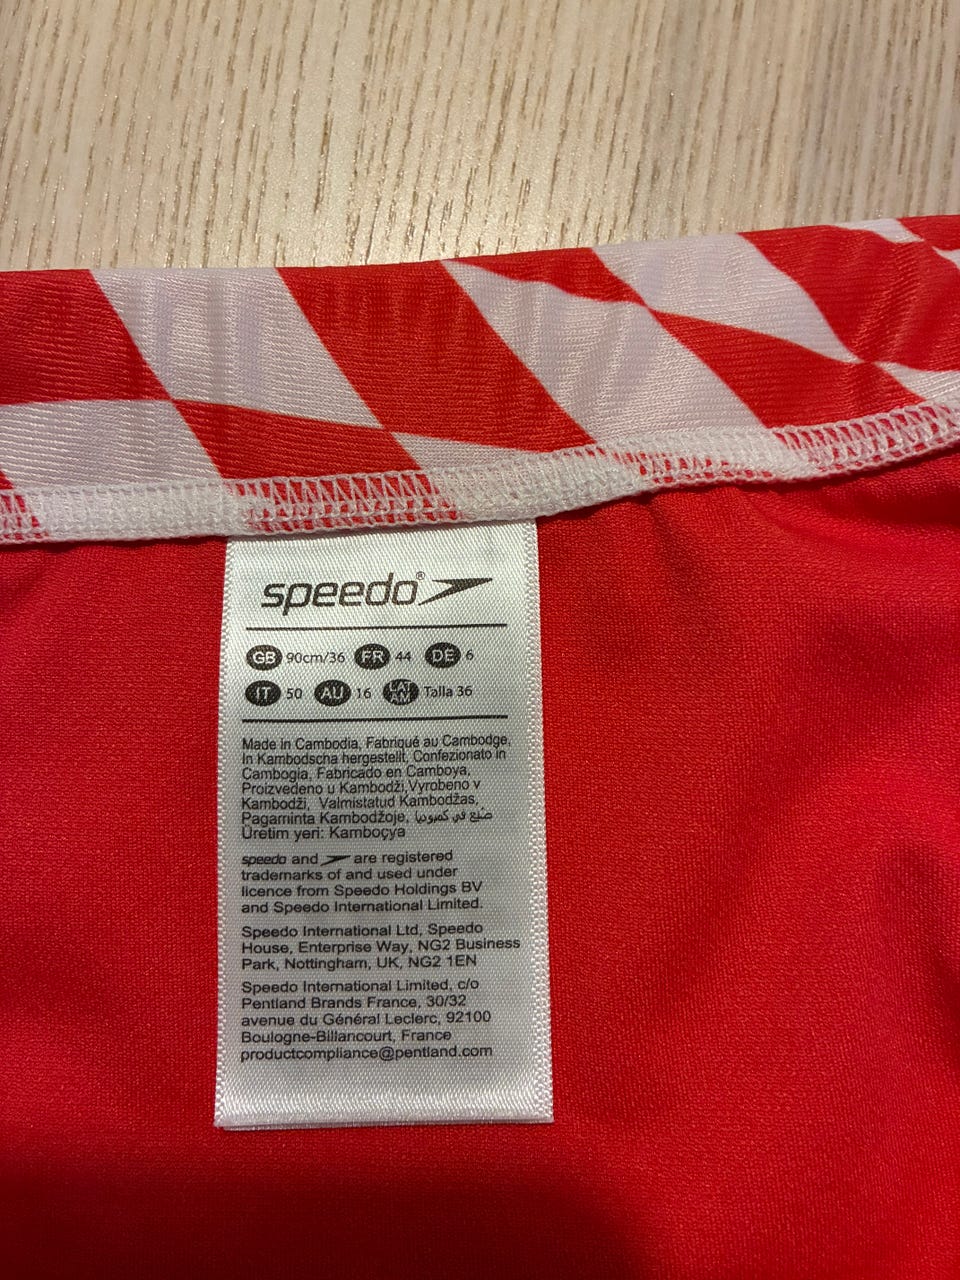 speedo®
GB 90cm/36 FR 44 DE 6
IT 50 AU 16 LAT AM Talla 36
Made in Cambodia, Fabriqué au Cambodge,
In Kambodscha hergestellt, Confezionato in
Cambogia, Fabricado en Camboya,
Proizvedeno u Kambodži,Vyrobeno v
Kambodži, Valmistatud Kambodžas,
Pagaminta Kambodžoje, صُنِع في كمبوديا
Üretim yeri: Kamboçya
speedo and are registered
trademarks of and used under
licence from Speedo Holdings BV
and Speedo International Limited.
Speedo International Ltd, Speedo
House, Enterprise Way, NG2 Business
Park, Nottingham, UK, NG2 1EN
Speedo International Limited, c/o
Pentland Brands France, 30/32
avenue du Général Leclerc, 92100
Boulogne-Billancourt, France
productcompliance@pentland.com